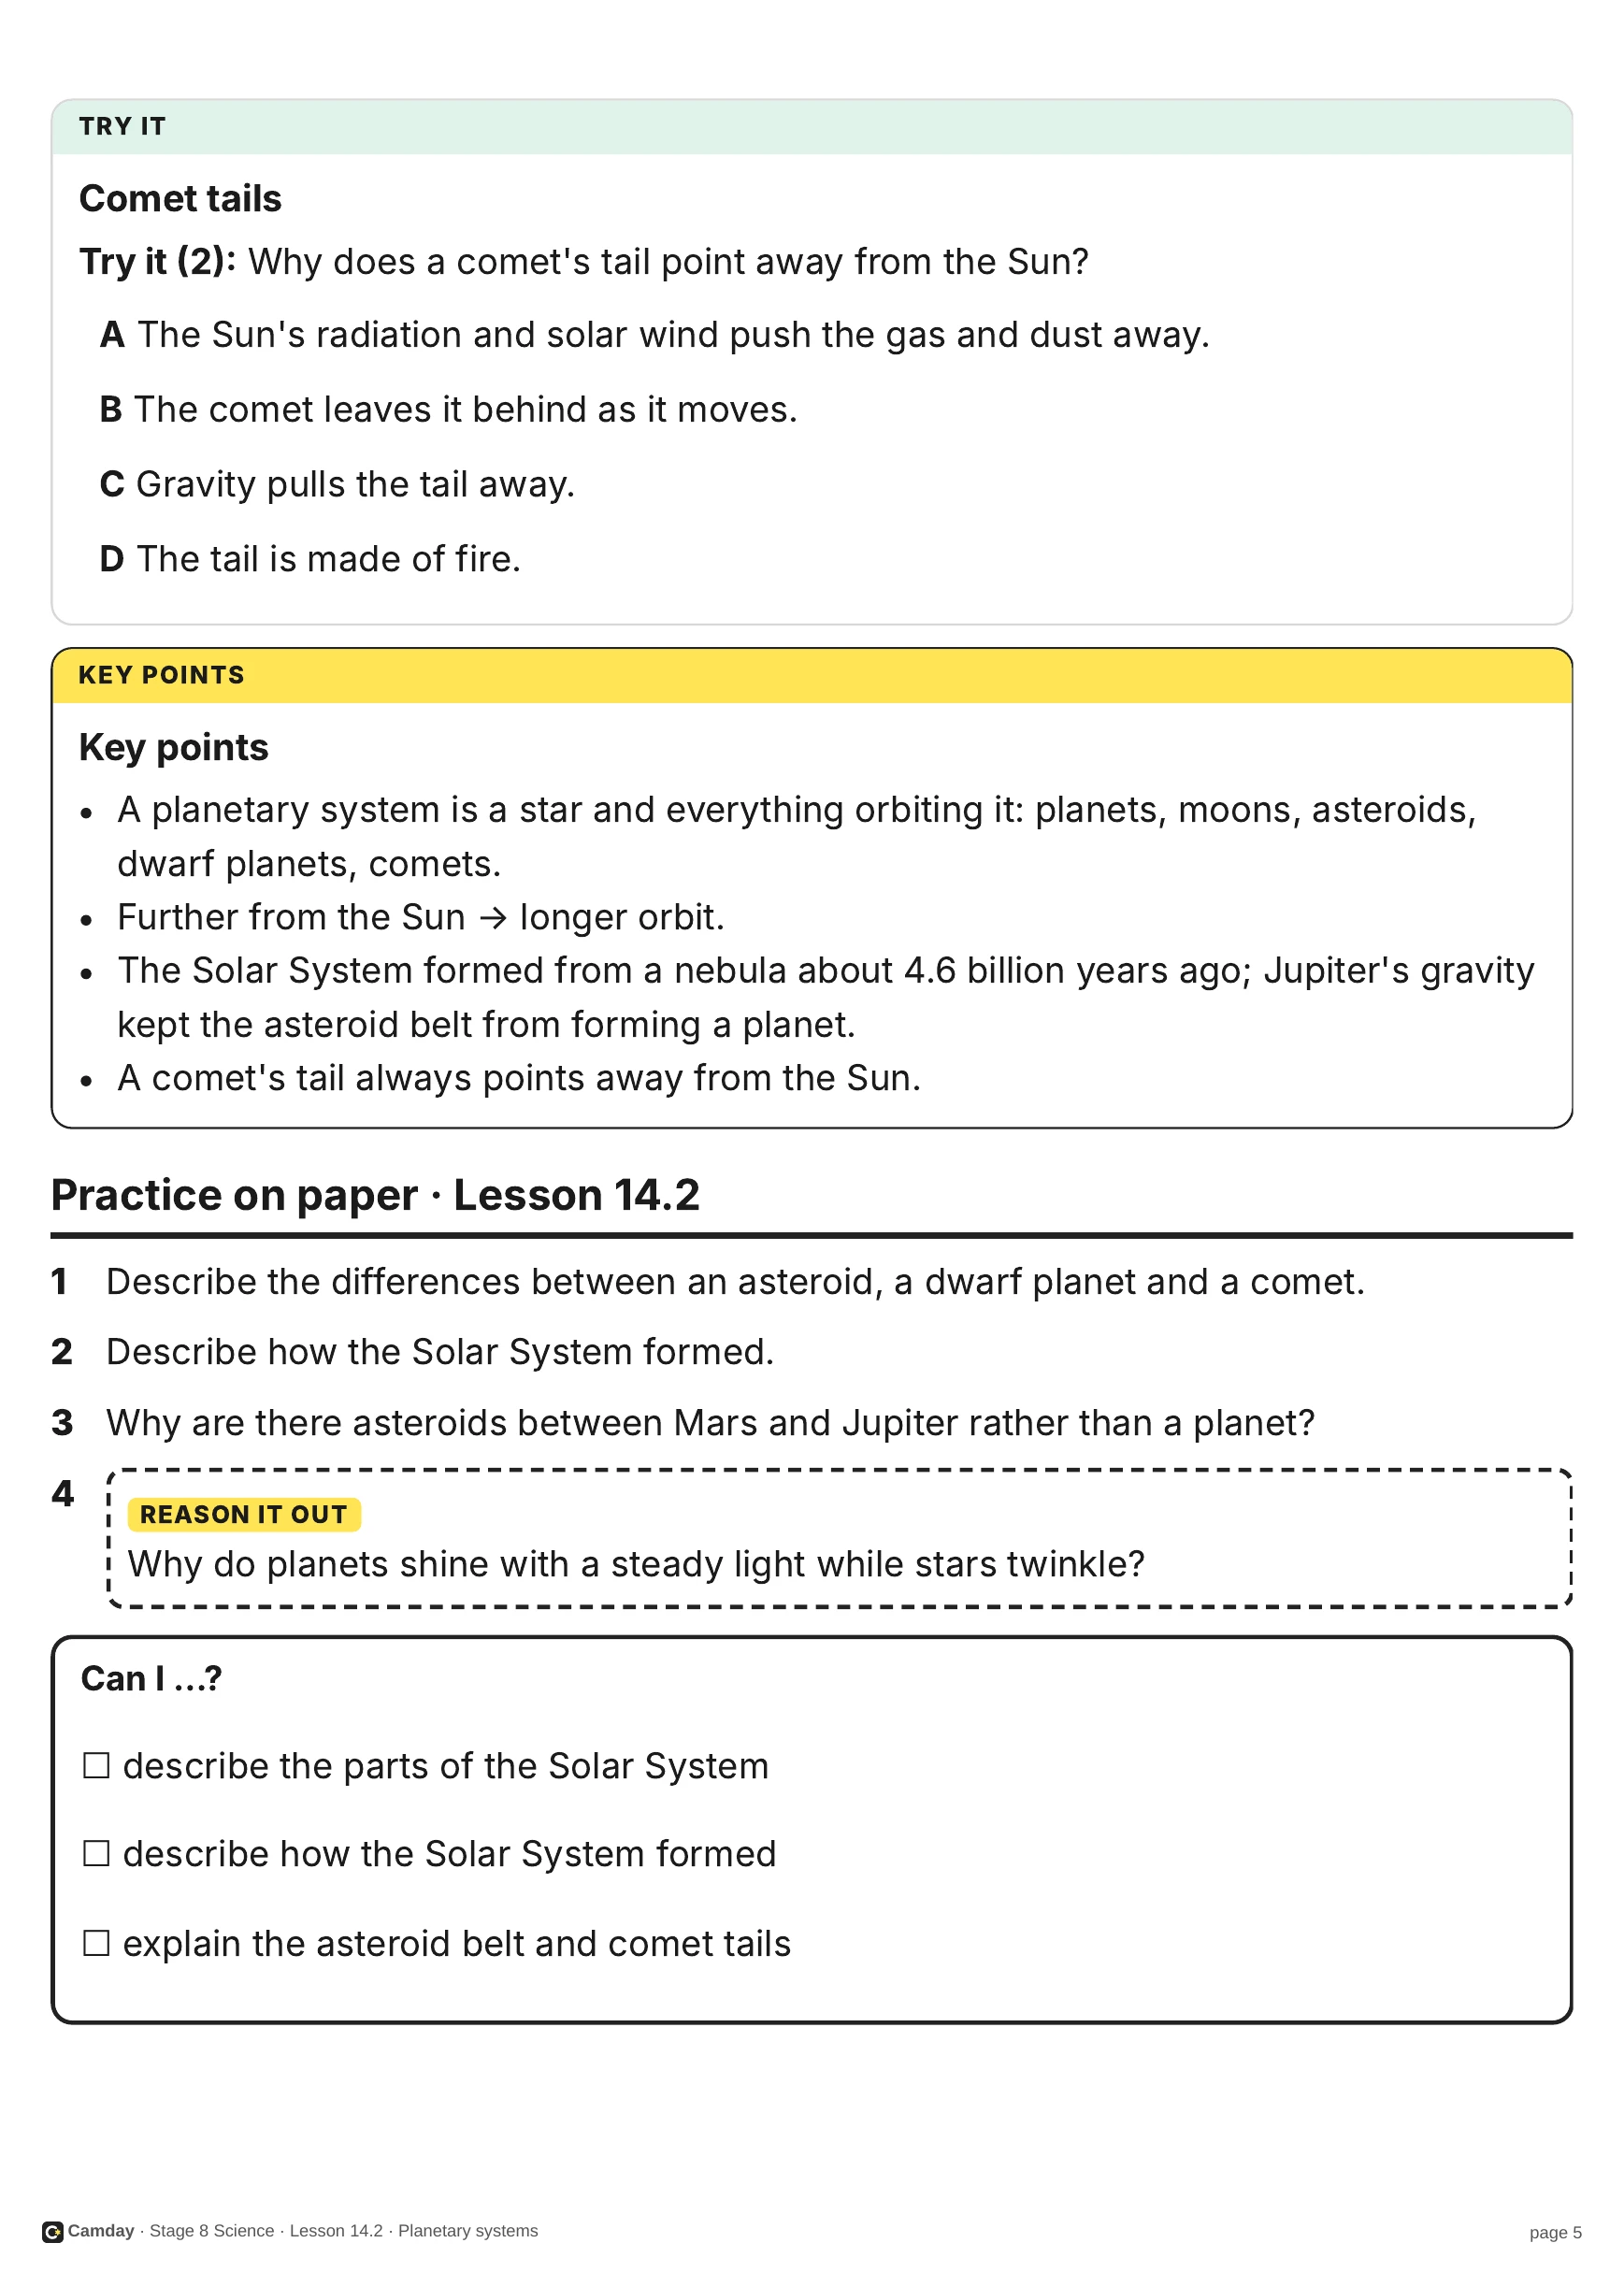 TRY IT
Comet tails
Try it (2): Why does a comet's tail point away from the Sun?
A The Sun's radiation and solar wind push the gas and dust away.
B The comet leaves it behind as it moves.
C Gravity pulls the tail away.
D The tail is made of fire.
KEY POINTS
Key points
• A planetary system is a star and everything orbiting it: planets, moons, asteroids,
dwarf planets, comets.
• Further from the Sun → longer orbit.
• The Solar System formed from a nebula about 4.6 billion years ago; Jupiter's gravity
kept the asteroid belt from forming a planet.
• A comet's tail always points away from the Sun.
Practice on paper · Lesson 14.2
1 Describe the differences between an asteroid, a dwarf planet and a comet.
2 Describe how the Solar System formed.
3 Why are there asteroids between Mars and Jupiter rather than a planet?
4 REASON IT OUT
Why do planets shine with a steady light while stars twinkle?
Can I ...?
☐ describe the parts of the Solar System
☐ describe how the Solar System formed
☐ explain the asteroid belt and comet tails
Camday · Stage 8 Science · Lesson 14.2 · Planetary systems page 5